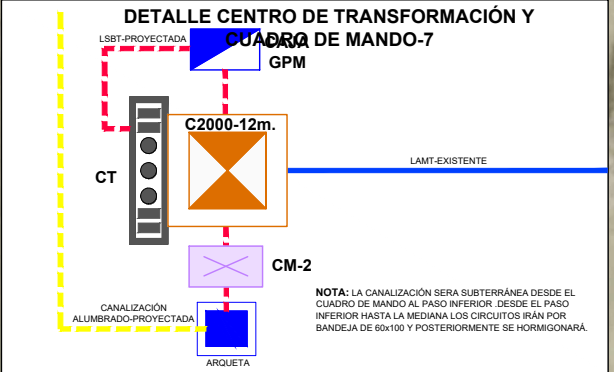 DETALLE CENTRO DE TRANSFORMACIÓN Y
CUADRO DE MANDO-7
LSBT-PROYECTADA
CAJA
GPM
C2000-12m.
CT
LAMT-EXISTENTE
CM-2
NOTA: LA CANALIZACIÓN SERA SUBTERRÁNEA DESDE EL
CUADRO DE MANDO AL PASO INFERIOR .DESDE EL PASO
INFERIOR HASTA LA MEDIANA LOS CIRCUITOS IRÁN POR
BANDEJA DE 60x100 Y POSTERIORMENTE SE HORMIGONARÁ.
CANALIZACIÓN
ALUMBRADO-PROYECTADA
ARQUETA